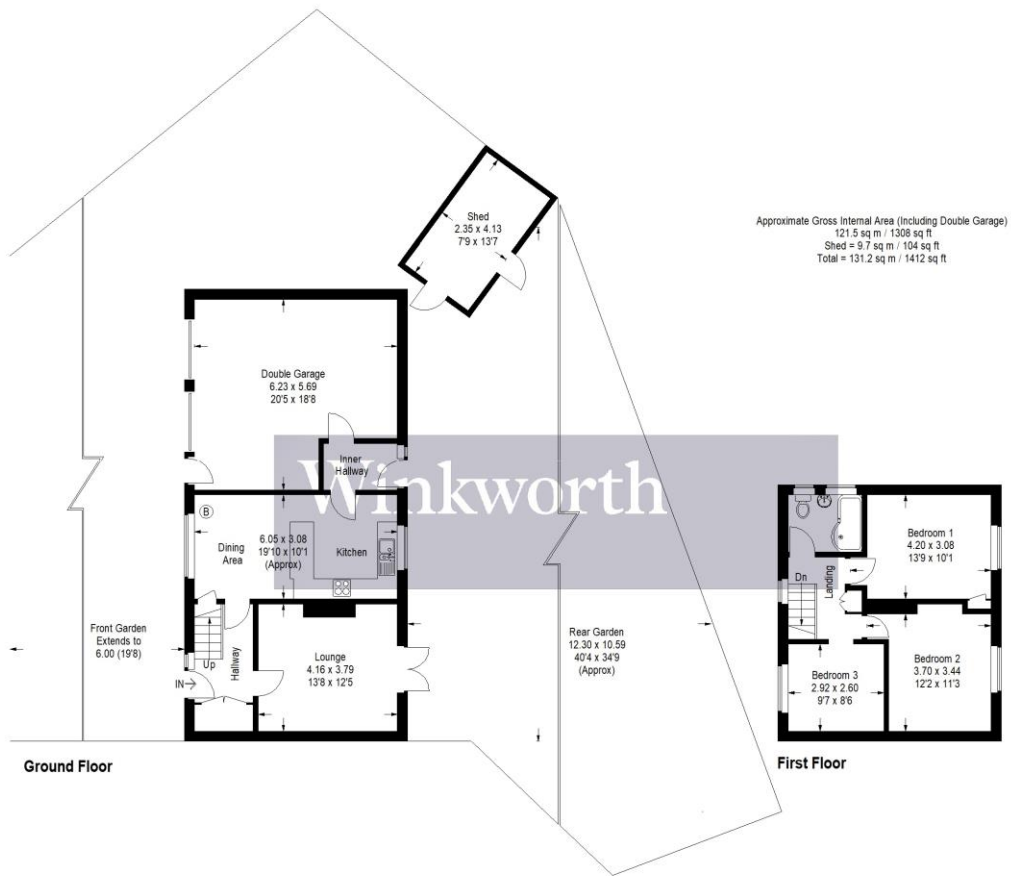 Shed
2.35 x 4.13
7'9 x 13'7
Approximate Gross Internal Area (Including Double Garage)
121.5 sq m / 1308 sq ft
Shed = 9.7 sq m / 104 sq ft
Total = 131.2 sq m / 1412 sq ft
Double Garage
6.23 x 5.69
20'5 x 18'8
Inner
Hallway
Winkworth
B
Dining
Area
6.05 x 3.08
19'10 x 10'1
(Approx)
Kitchen
Front Garden
Extends to
6.00 (19'8)
Up
Hallway
IN
Lounge
4.16 x 3.79
13'8 x 12'5
Rear Garden
12.30 x 10.59
40'4 x 34'9
(Approx)
Ground Floor
Bedroom 1
4.20 x 3.08
13'9 x 10'1
Dn
Landing
Bedroom 2
3.70 x 3.44
12'2 x 11'3
Bedroom 3
2.92 x 2.60
9'7 x 8'6
First Floor